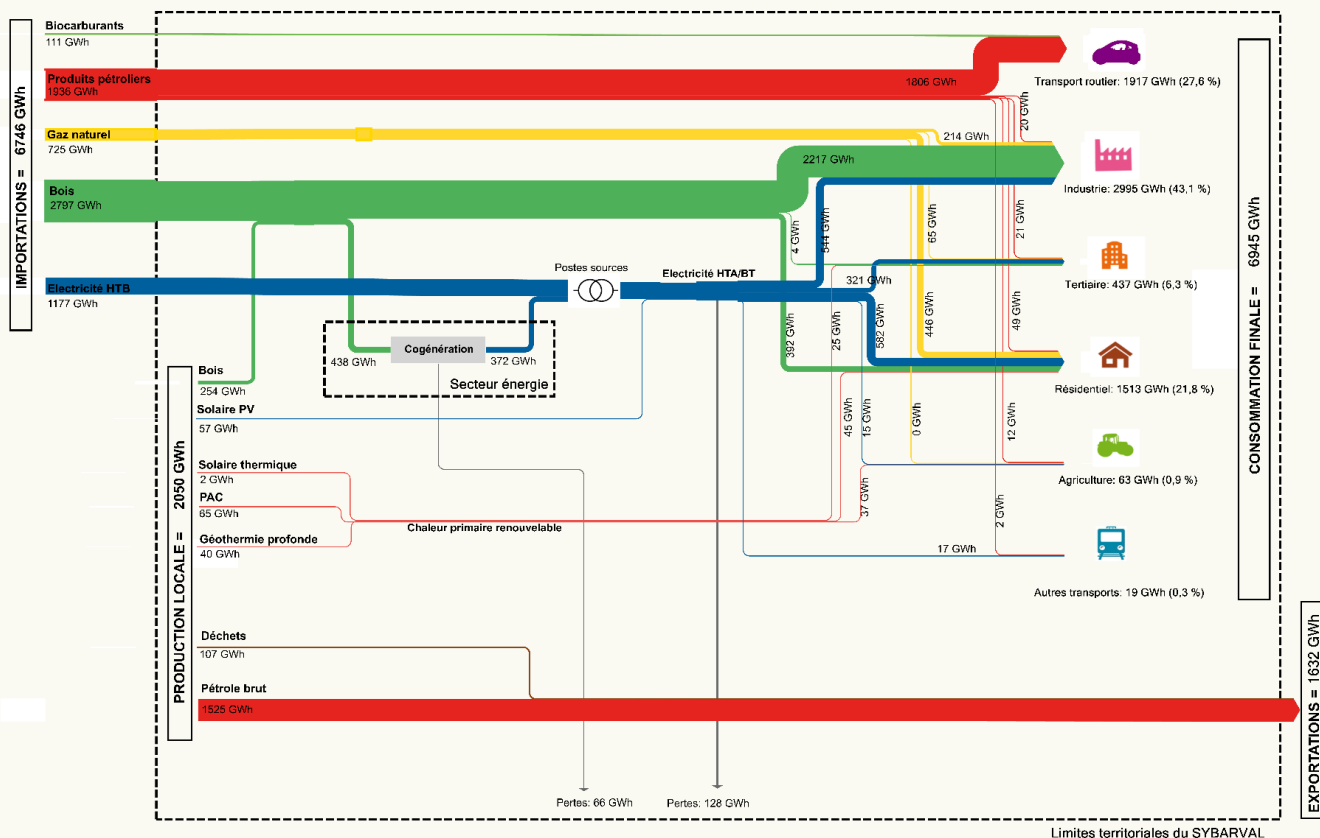 Biocarburants
111 GWh
Produits pétroliers
1936 GWh
1806 GWh
Transport routier: 1917 GWh (27,6 %)
20 GWh
Gaz naturel
725 GWh
214 GWh
IMPORTATIONS = 6746 GWh
Bois
2797 GWh
2217 GWh
Industrie: 2995 GWh (43,1 %)
4 GWh
544 GWh
65 GWh
21 GWh
Electricité HTB
1177 GWh
Postes sources
Electricité HTA/BT
321 GWh
Tertiaire: 437 GWh (6,3 %)
CONSOMMATION FINALE = 6945 GWh
392 GWh
25 GWh
582 GWh
446 GWh
49 GWh
Cogénération
438 GWh
372 GWh
Secteur énergie
Résidentiel: 1513 GWh (21,8 %)
Bois
254 GWh
Solaire PV
57 GWh
45 GWh
15 GWh
0 GWh
12 GWh
Solaire thermique
2 GWh
PAC
65 GWh
Géothermie profonde
40 GWh
Chaleur primaire renouvelable
37 GWh
2 GWh
Agriculture: 63 GWh (0,9 %)
17 GWh
Autres transports: 19 GWh (0,3 %)
PRODUCTION LOCALE = 2050 GWh
Déchets
107 GWh
Pétrole brut
1525 GWh
EXPORTATIONS = 1632 GWh
Pertes: 66 GWh
Pertes: 128 GWh
Limites territoriales du SYBARVAL